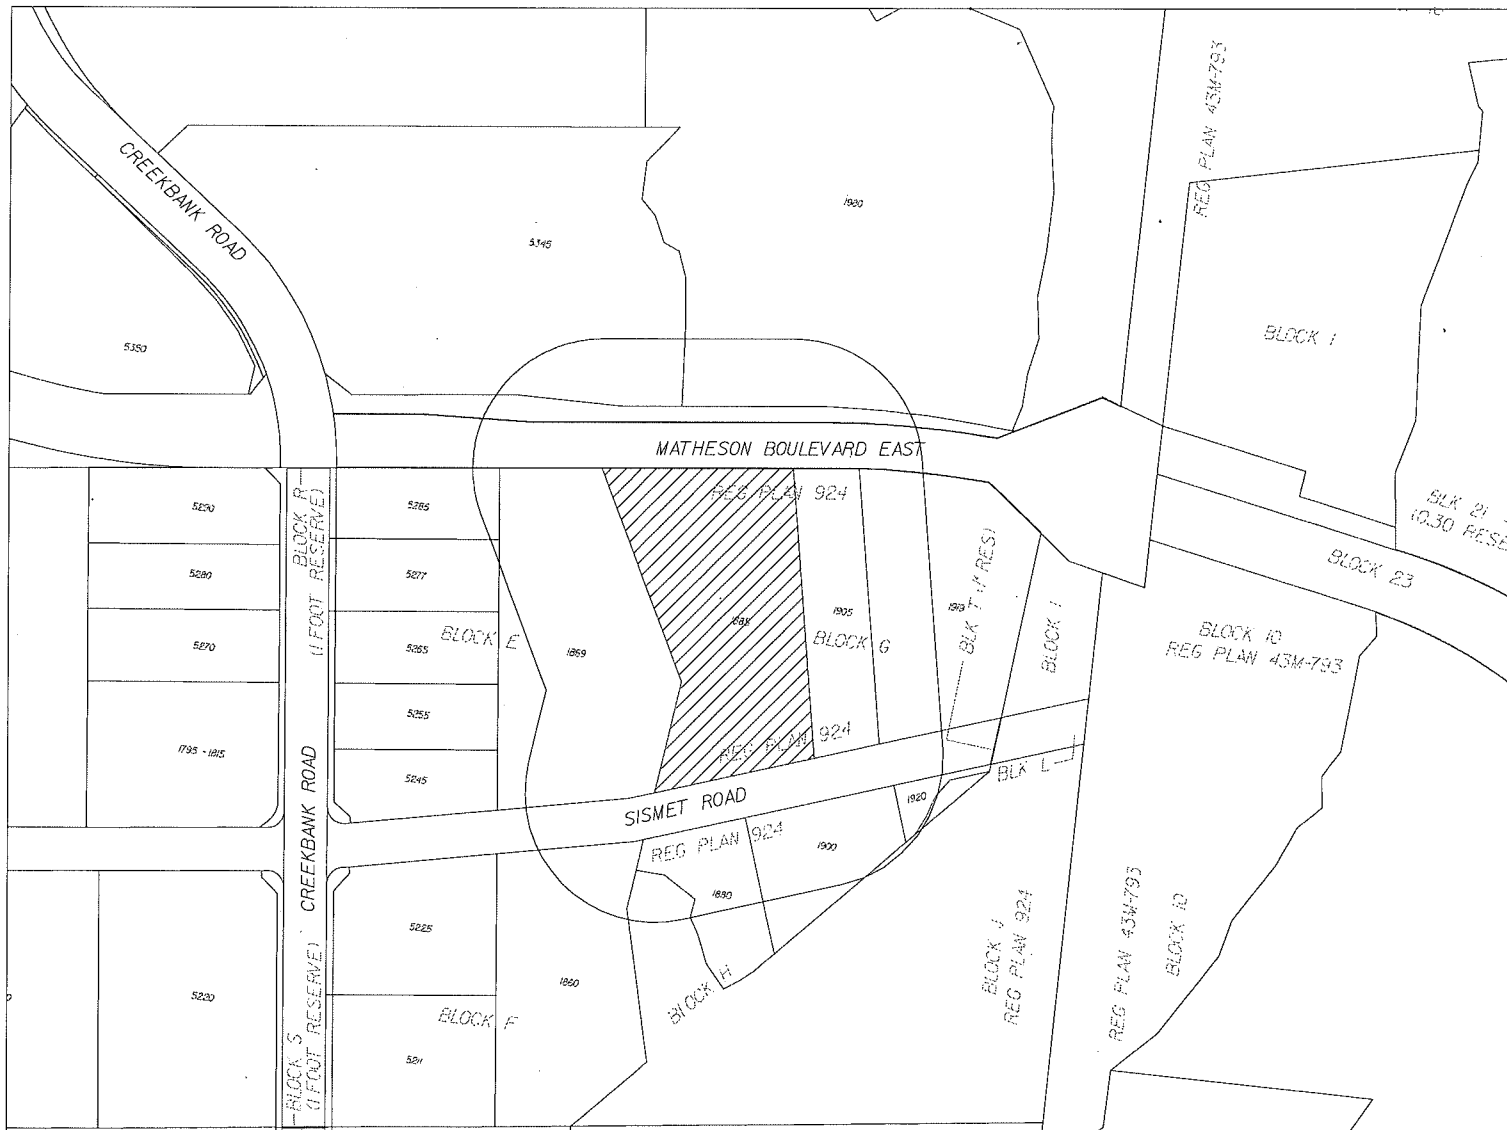 REG PLAN 43M-793
CREEKBANK ROAD
1980
5345
BLOCK 1
5350
MATHESON BOULEVARD EAST
REG PLAN 924
BLK 21
(0.30 RESE
BLOCK 23
5290
BLOCK R
(1 FOOT RESERVE)
5285
5280
5277
5270
BLOCK E
5265
1869
1905
BLOCK G
1919
BLK T (1' RES)
BLOCK I
BLOCK 10
REG PLAN 43M-793
5255
1795 - 1815
REG PLAN 924
5245
CREEKBANK ROAD
BLK L
SISMET ROAD
1920
REG PLAN 924
1900
1880
5225
1860
BLOCK H
BLOCK J
REG PLAN 924
REG PLAN 43M-793
BLOCK 10
5220
BLOCK F
5211
BLOCK S
(1 FOOT RESERVE)